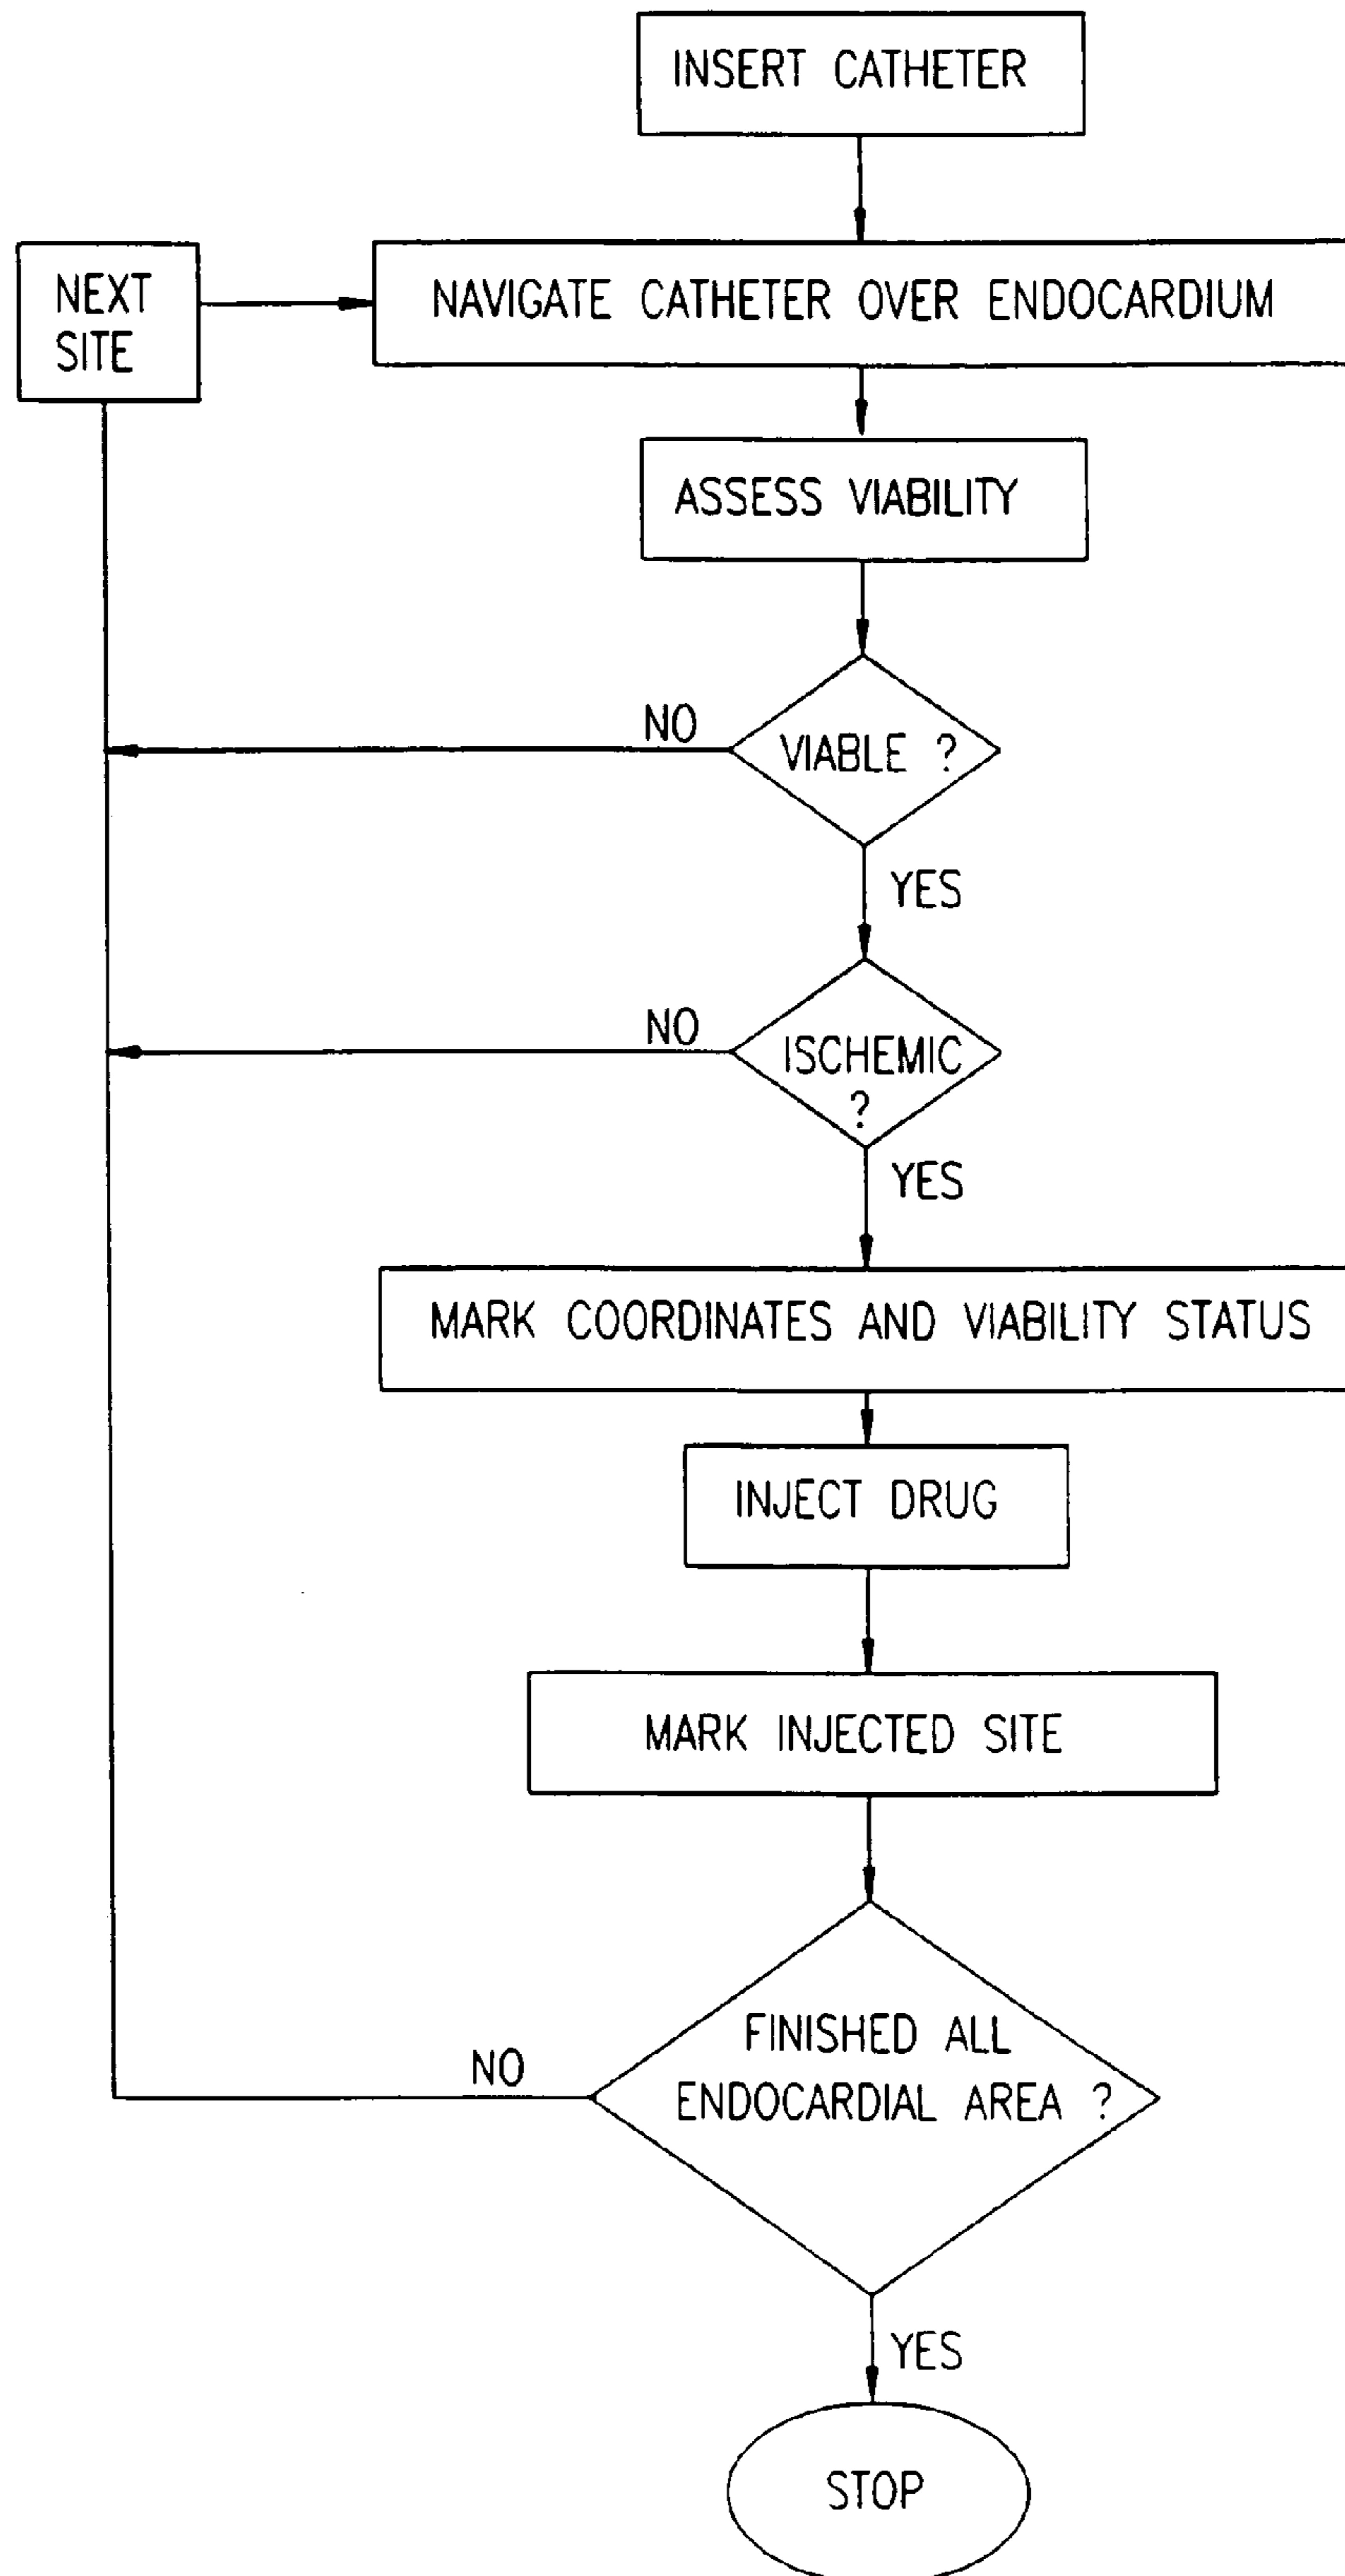 INSERT CATHETER
NEXT
SITE
NAVIGATE CATHETER OVER ENDOCARDIUM
ASSESS VIABILITY
NO
VIABLE ?
YES
NO
ISCHEMIC
?
YES
MARK COORDINATES AND VIABILITY STATUS
INJECT DRUG
MARK INJECTED SITE
FINISHED ALL
NO
ENDOCARDIAL AREA ?
YES
STOP